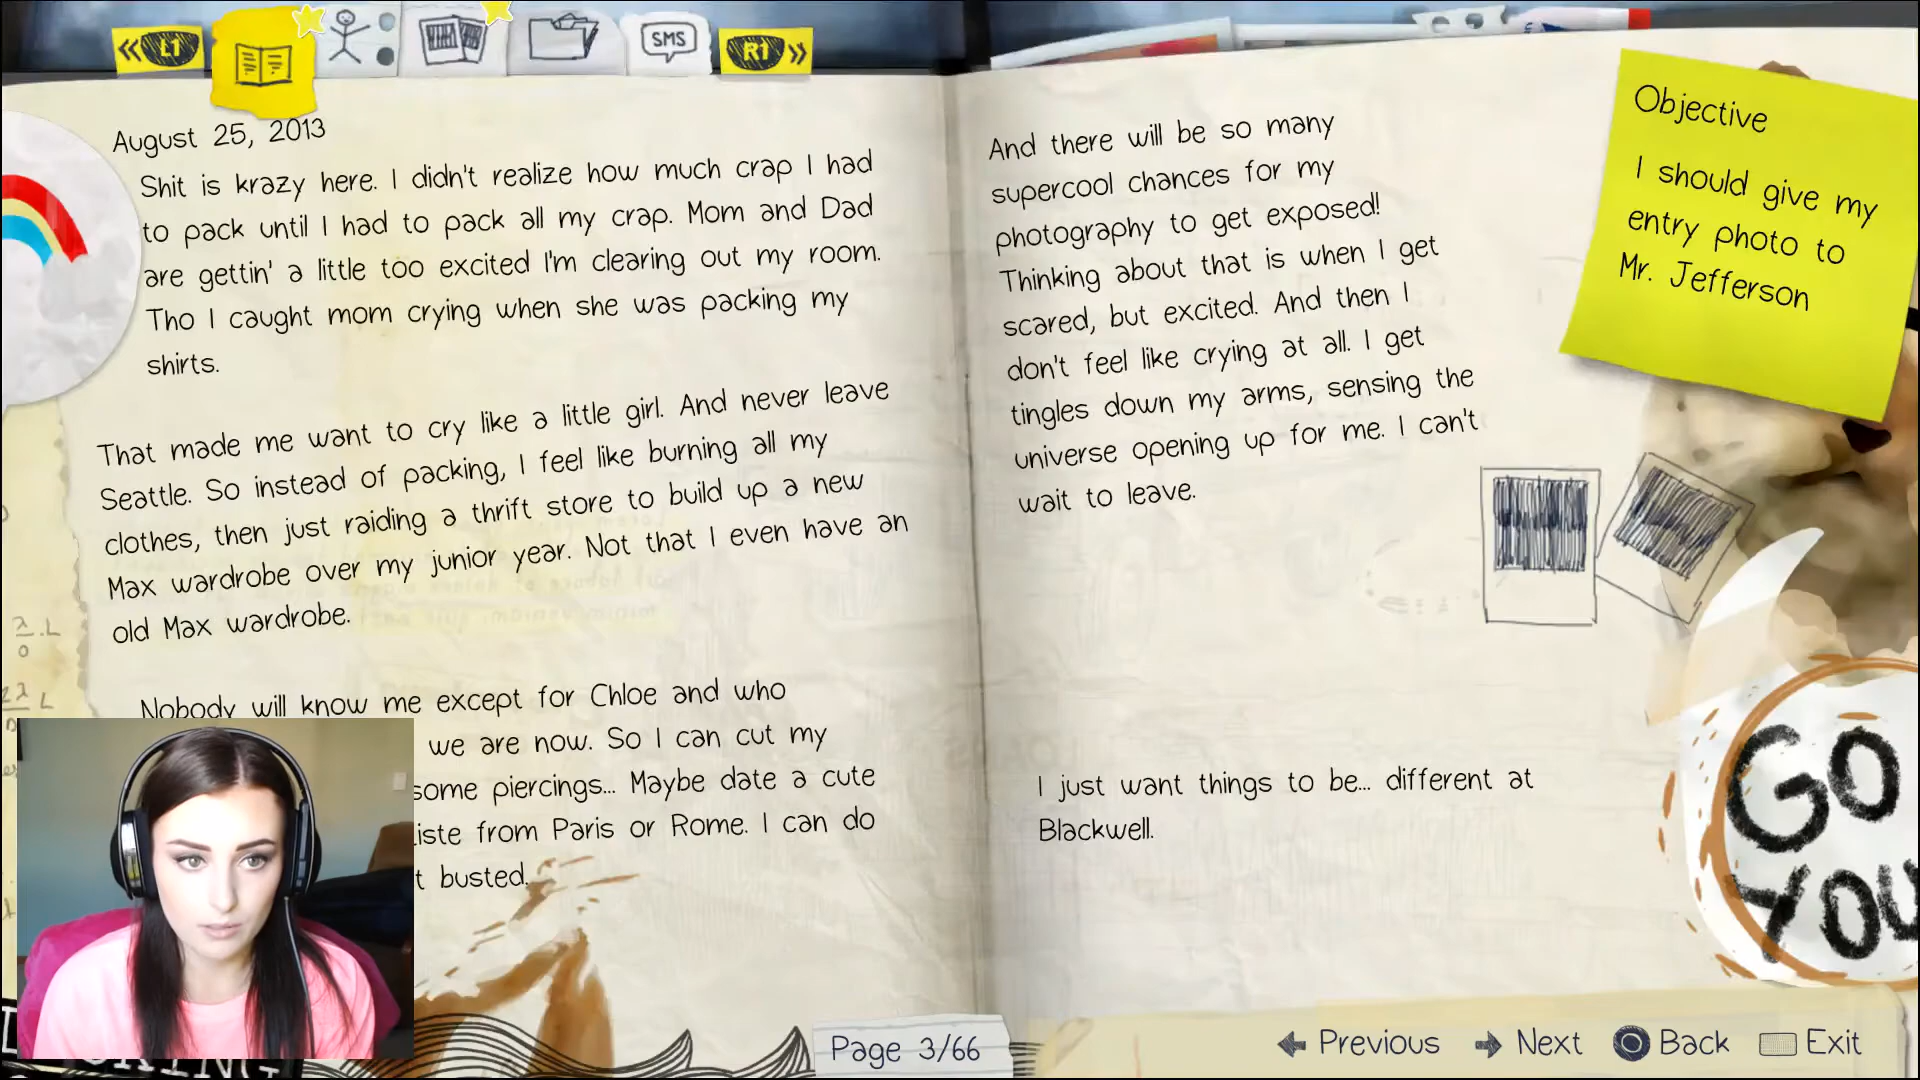 L1
SMS
R1
August 25, 2013
Shit is krazy here. I didn't realize how much crap I had
to pack until I had to pack all my crap. Mom and Dad
are gettin' a little too excited I'm clearing out my room.
Tho I caught mom crying when she was packing my
shirts.
That made me want to cry like a little girl. And never leave
Seattle. So instead of packing, I feel like burning all my
clothes, then just raiding a thrift store to build up a new
Max wardrobe over my junior year. Not that I even have an
old Max wardrobe.
Nobody will know me except for Chloe and who
we are now. So I can cut my
some piercings... Maybe date a cute
iste from Paris or Rome. I can do
t busted.
And there will be so many
supercool chances for my
photography to get exposed!
Thinking about that is when I get
scared, but excited. And then I
don't feel like crying at all. I get
tingles down my arms, sensing the
universe opening up for me. I can't
wait to leave.
I just want things to be... different at
Blackwell.
Objective
I should give my
entry photo to
Mr. Jefferson
GO
YOU
Page 3/66
Previous
Next
Back
Exit